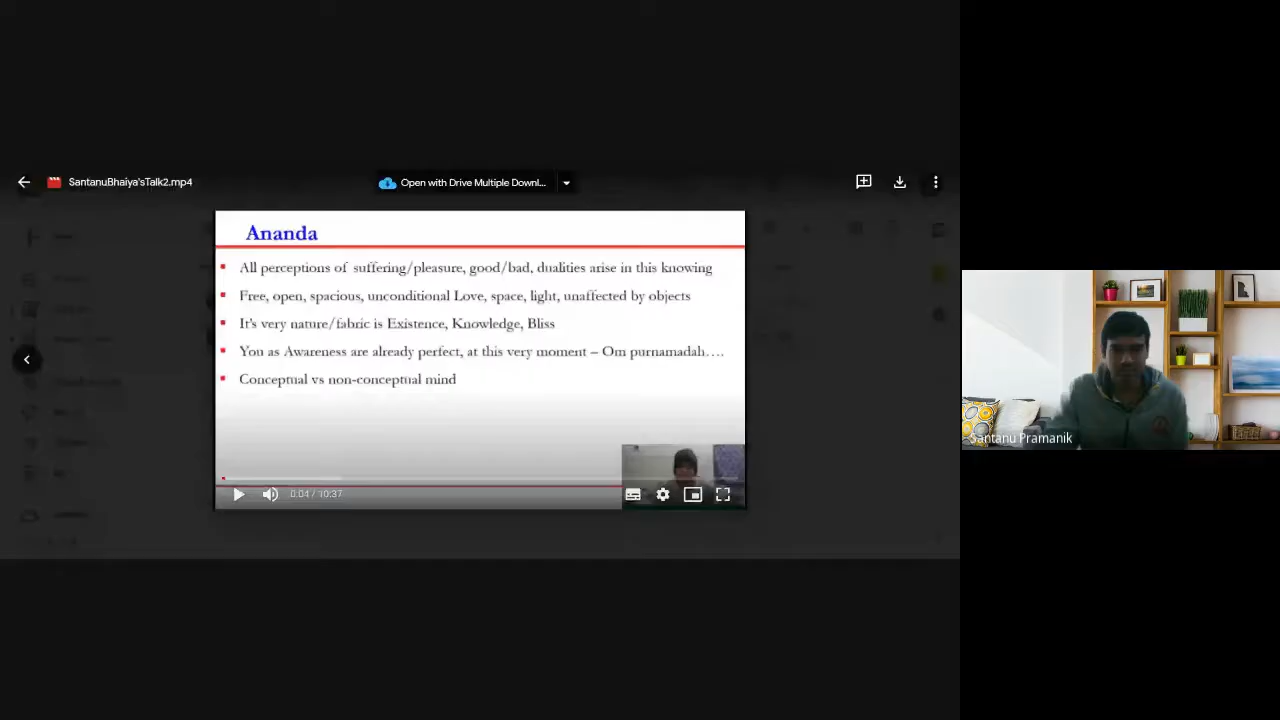 SantanuBhaiya'sTalk2.mp4
Open with Drive Multiple Downl...
Ananda
All perceptions of suffering/pleasure, good/bad, dualities arise in this knowing
Free, open, spacious, unconditional Love, space, light, unaffected by objects
It's very nature/fabric is Existence, Knowledge, Bliss
You as Awareness are already perfect, at this very moment – Om purnamadah….
Conceptual vs non-conceptual mind
0:04 / 10:37
Santanu Pramanik